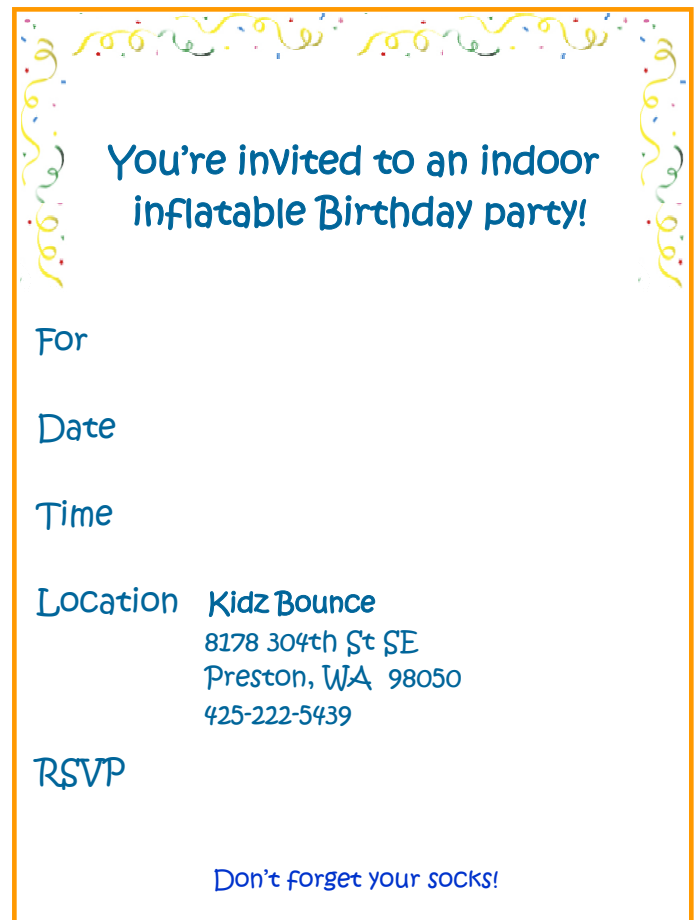 You're invited to an indoor
inflatable Birthday party!
For
Date
Time
Location Kidz Bounce
8178 304th St SE
Preston, WA 98050
425-222-5439
RSVP
Don't forget your socks!